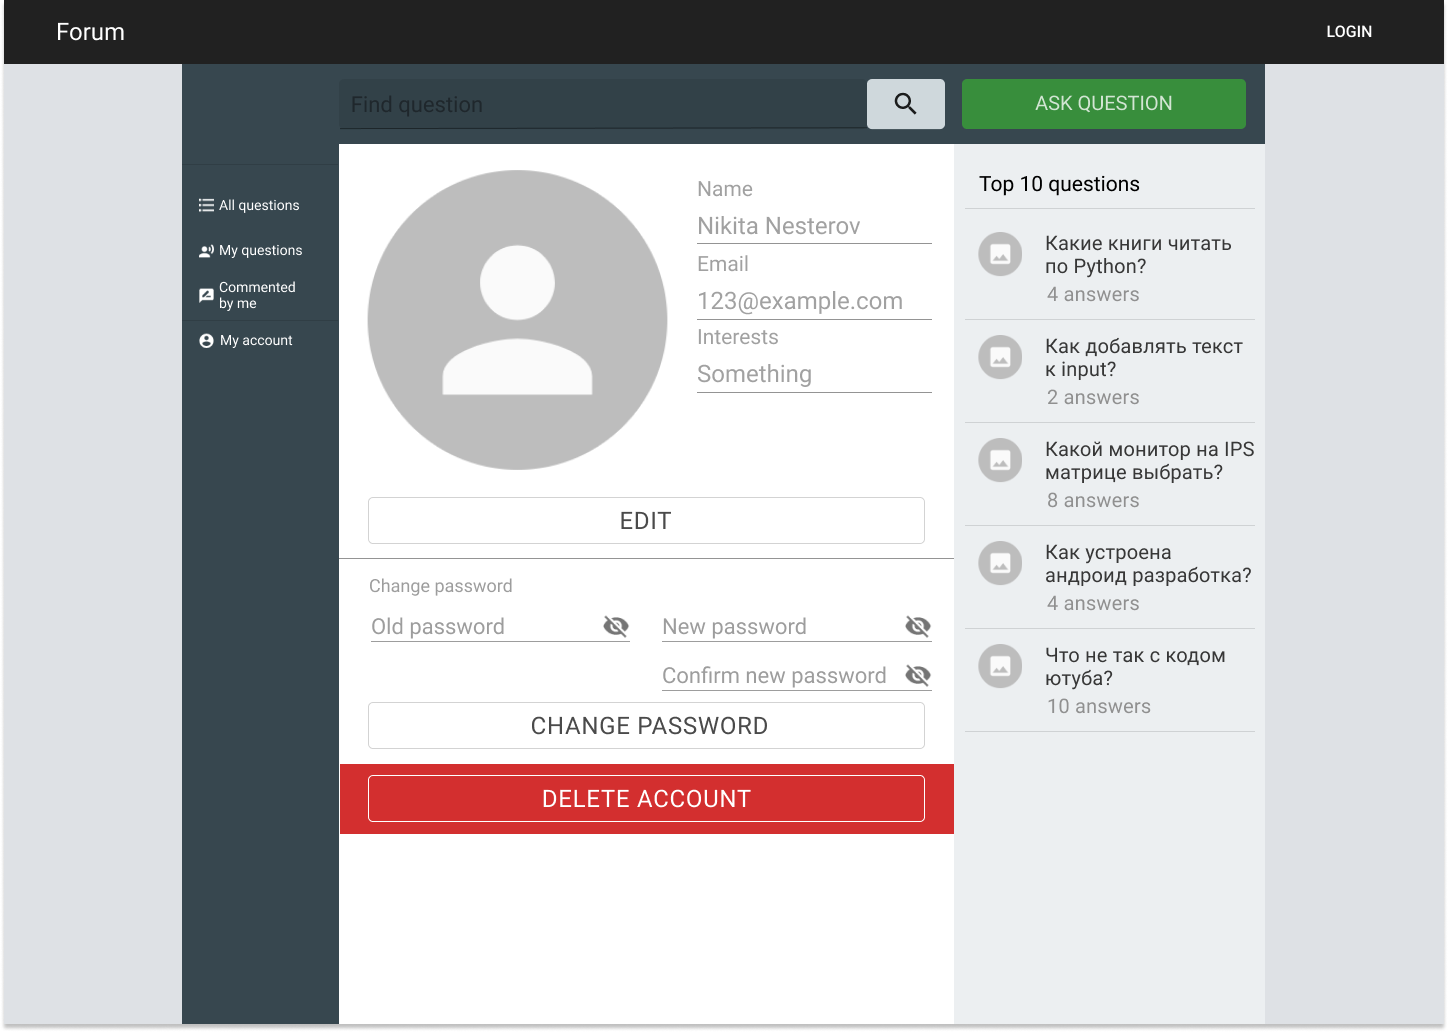 Forum
LOGIN
Find question
ASK QUESTION
All questions
My questions
Commented
by me
My account
Name
Nikita Nesterov
Email
123@example.com
Interests
Something
EDIT
Change password
Old password
New password
Confirm new password
CHANGE PASSWORD
DELETE ACCOUNT
Top 10 questions
Какие книги читать
по Python?
4 answers
Как добавлять текст
к input?
2 answers
Какой монитор на IPS
матрице выбрать?
8 answers
Как устроена
андроид разработка?
4 answers
Что не так с кодом
ютуба?
10 answers